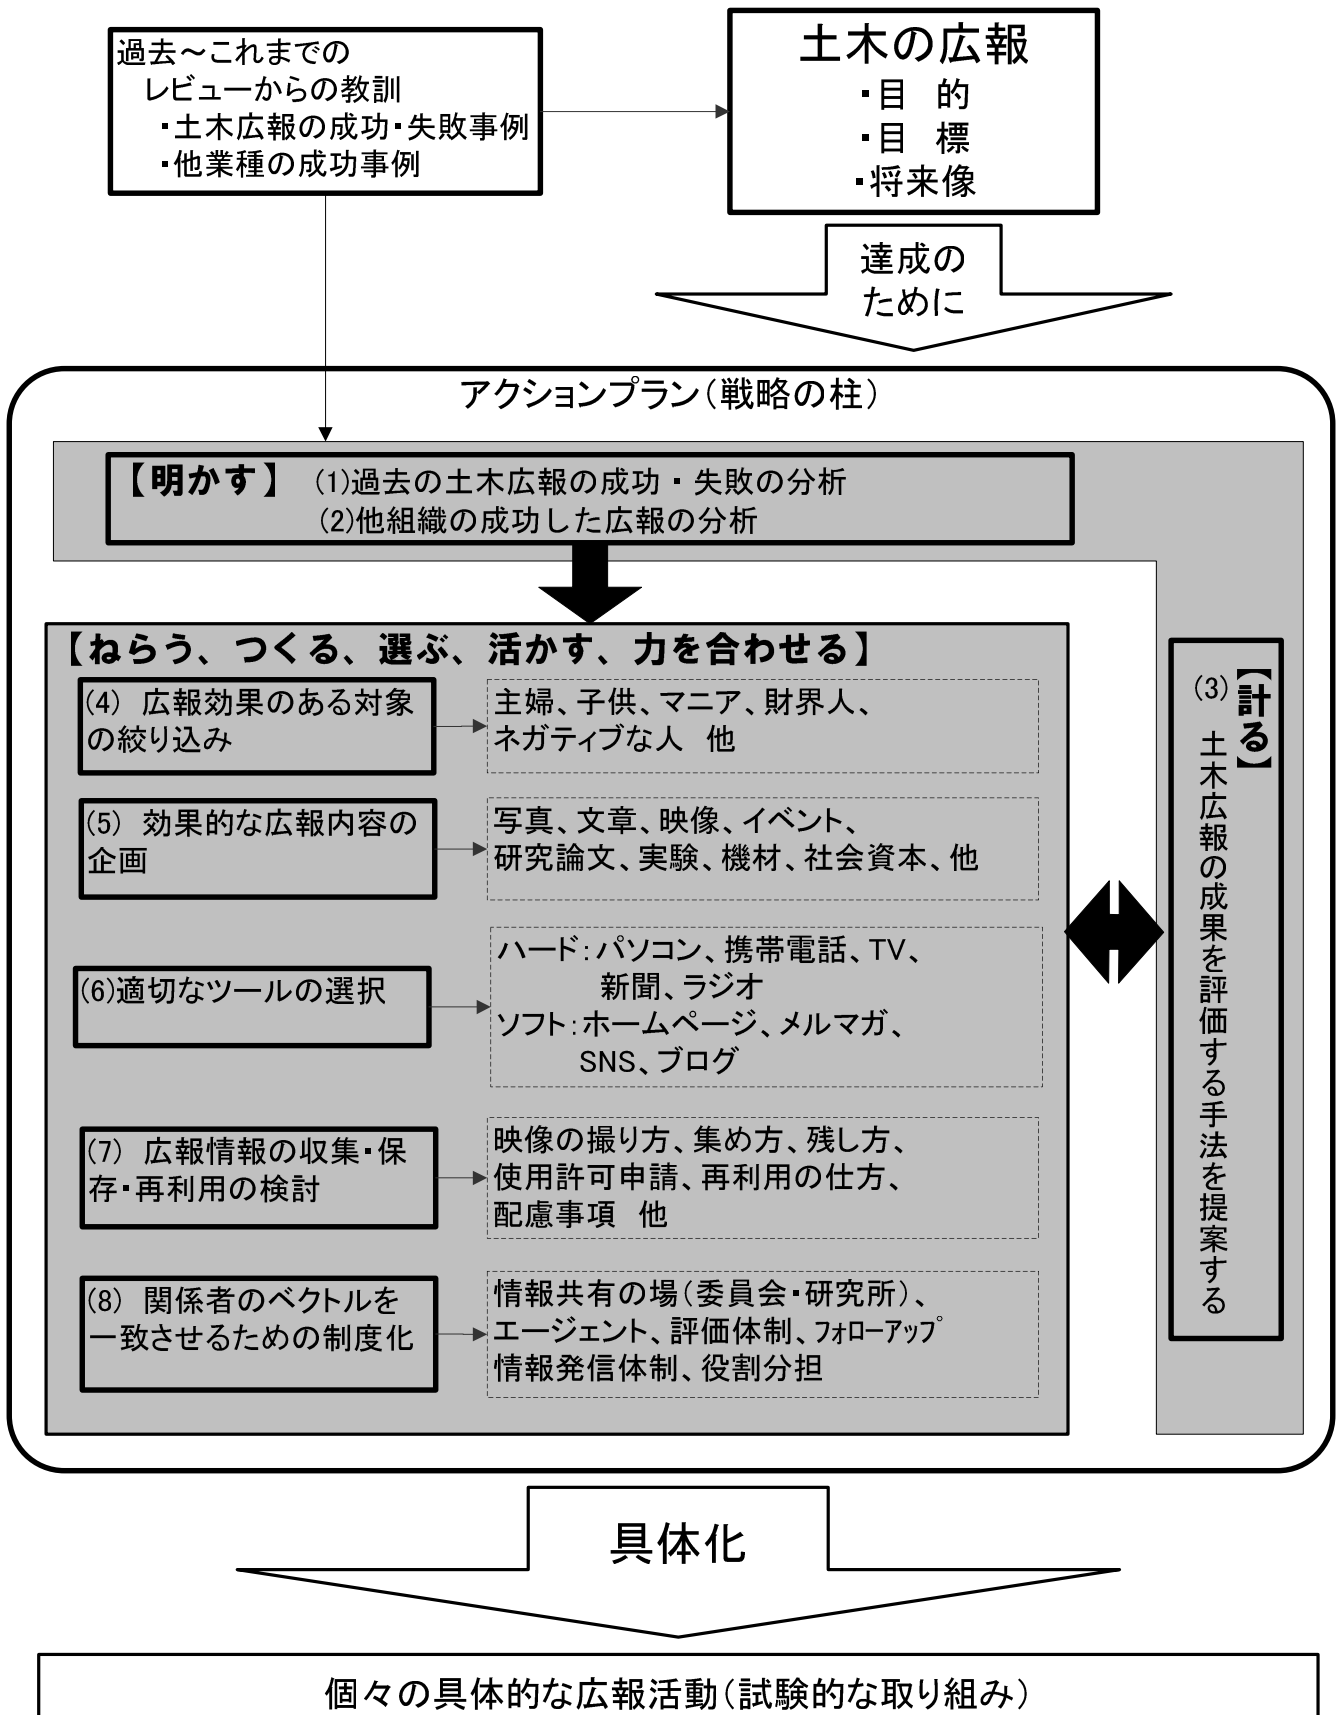 過去～これまでの
レビューからの教訓
・土木広報の成功・失敗事例
・他業種の成功事例
土木の広報
・目　的
・目　標
・将来像
達成の
ために
アクションプラン（戦略の柱）
【明かす】　(1)過去の土木広報の成功・失敗の分析
(2)他組織の成功した広報の分析
【ねらう、つくる、選ぶ、活かす、力を合わせる】
(4) 広報効果のある対象
の絞り込み
主婦、子供、マニア、財界人、
ネガティブな人　他
(5) 効果的な広報内容の
企画
写真、文章、映像、イベント、
研究論文、実験、機材、社会資本、他
(6)適切なツールの選択
ハード：パソコン、携帯電話、TV、
新聞、ラジオ
ソフト：ホームページ、メルマガ、
SNS、ブログ
(7) 広報情報の収集・保
存・再利用の検討
映像の撮り方、集め方、残し方、
使用許可申請、再利用の仕方、
配慮事項　他
(8) 関係者のベクトルを
一致させるための制度化
情報共有の場（委員会・研究所）、
エージェント、評価体制、ﾌｫﾛｰｱｯﾌﾟ
情報発信体制、役割分担
【計る】
(3)　土木広報の成果を評価する手法を提案する
具体化
個々の具体的な広報活動（試験的な取り組み）